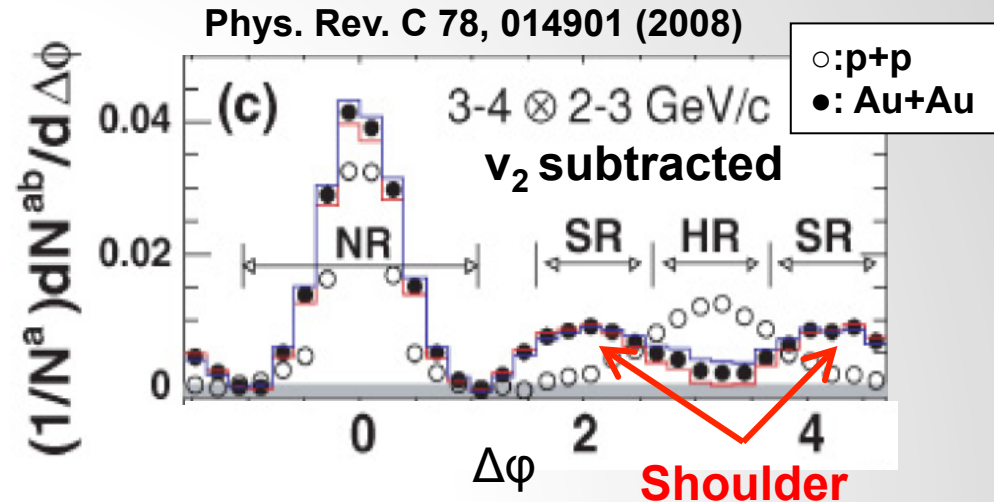 Phys. Rev. C 78, 014901 (2008)
○:p+p
●: Au+Au
(1/Nᵃ)dNᵃᵇ/d Δϕ
(c)
3-4 ⊗ 2-3 GeV/c
v₂ subtracted
0.04
0.02
0
NR
SR
HR
SR
0
2
4
Δφ
Shoulder